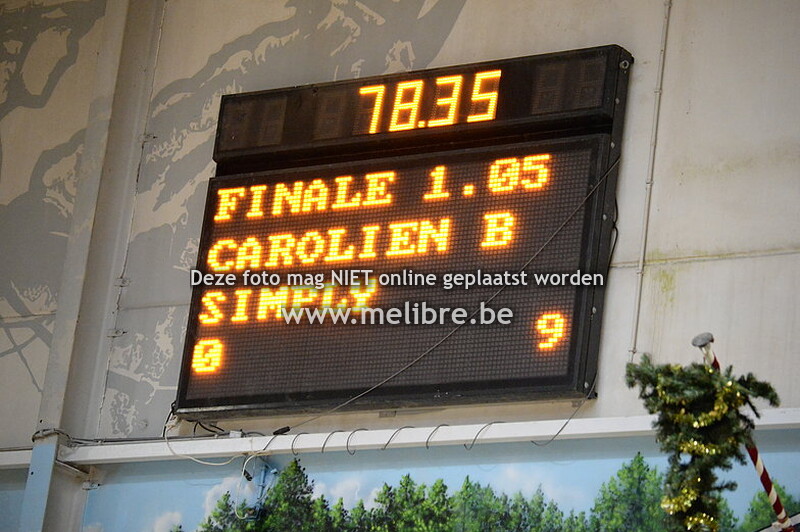 78.35
FINALE 1.05
CAROLIEN B
Deze foto mag NIET online geplaatst worden
SIMPLY
www.melibre.be
0 9